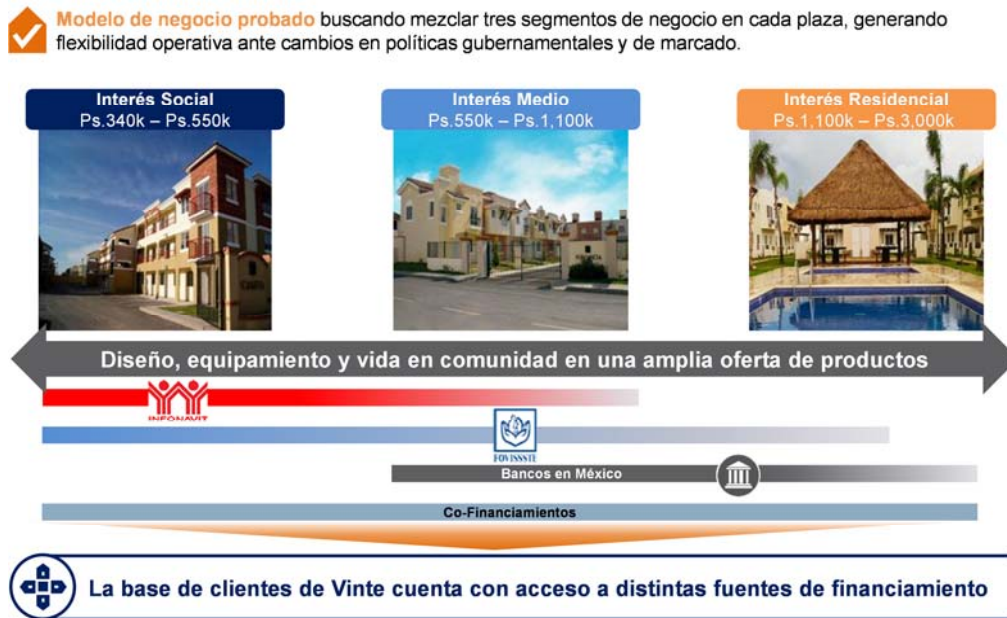 Modelo de negocio probado buscando mezclar tres segmentos de negocio en cada plaza, generando
flexibilidad operativa ante cambios en políticas gubernamentales y de marcado.
Interés Social
Ps.340k – Ps.550k
Interés Medio
Ps.550k – Ps.1,100k
Interés Residencial
Ps.1,100k – Ps.3,000k
Diseño, equipamiento y vida en comunidad en una amplia oferta de productos
INFONAVIT
FOVISSSTE
Bancos en México
Co-Financiamientos
La base de clientes de Vinte cuenta con acceso a distintas fuentes de financiamiento